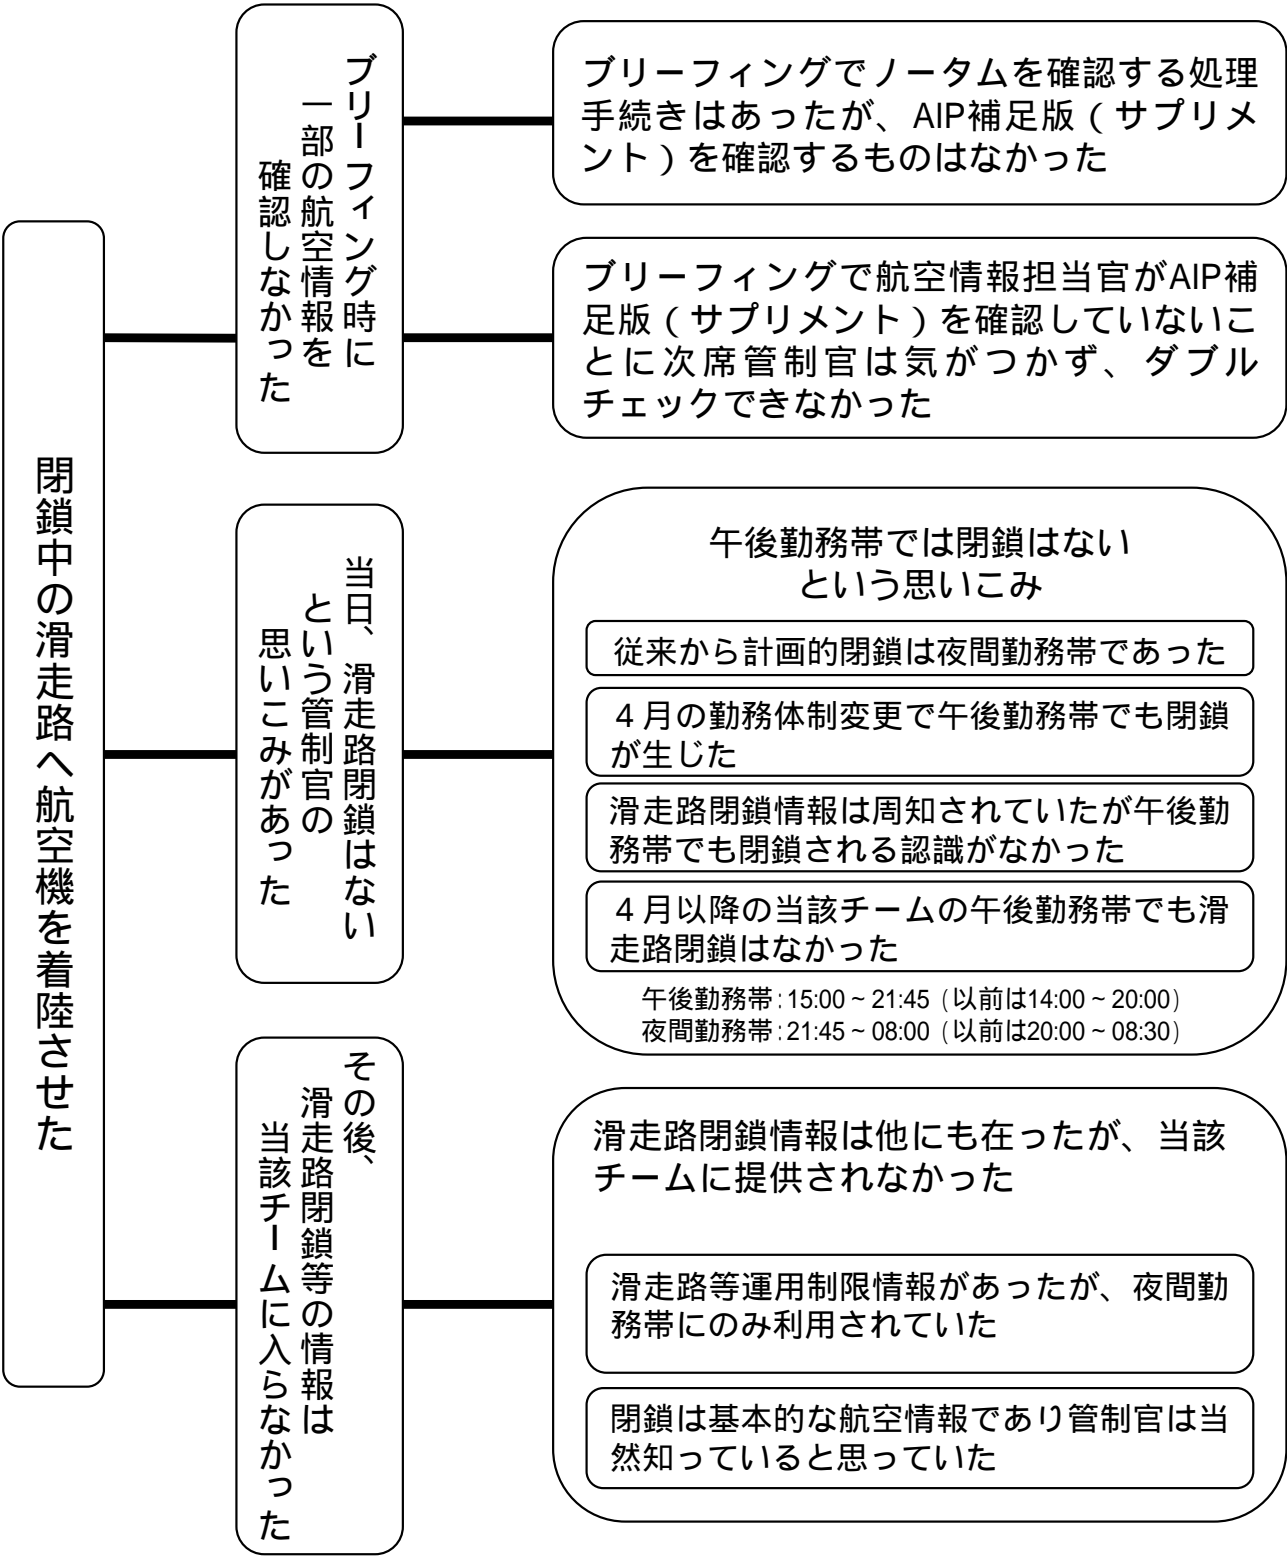 閉鎖中の滑走路へ航空機を着陸させた
ブリーフィング時に
一部の航空情報を
確認しなかった
ブリーフィングでノータムを確認する処理
手続きはあったが、AIP補足版（サプリメ
ント）を確認するものはなかった
ブリーフィングで航空情報担当官がAIP補
足版（サプリメント）を確認していないこ
とに次席管制官は気がつかず、ダブル
チェックできなかった
当日、滑走路閉鎖はない
という管制官の
思いこみがあった
午後勤務帯では閉鎖はない
という思いこみ
従来から計画的閉鎖は夜間勤務帯であった
４月の勤務体制変更で午後勤務帯でも閉鎖
が生じた
滑走路閉鎖情報は周知されていたが午後勤
務帯でも閉鎖される認識がなかった
４月以降の当該チームの午後勤務帯でも滑
走路閉鎖はなかった
午後勤務帯：15:00～21:45（以前は14:00～20:00）
夜間勤務帯：21:45～08:00（以前は20:00～08:30）
その後、
滑走路閉鎖等の情報は
当該チームに入らなかった
滑走路閉鎖情報は他にも在ったが、当該
チームに提供されなかった
滑走路等運用制限情報があったが、夜間勤
務帯にのみ利用されていた
閉鎖は基本的な航空情報であり管制官は当
然知っていると思っていた